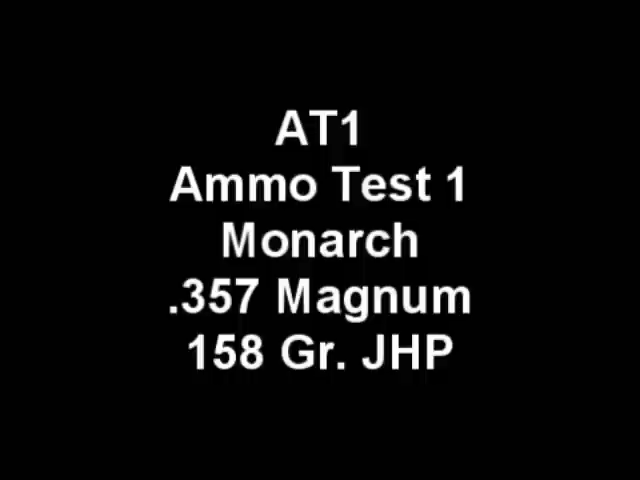 AT1
Ammo Test 1
Monarch
.357 Magnum
158 Gr. JHP